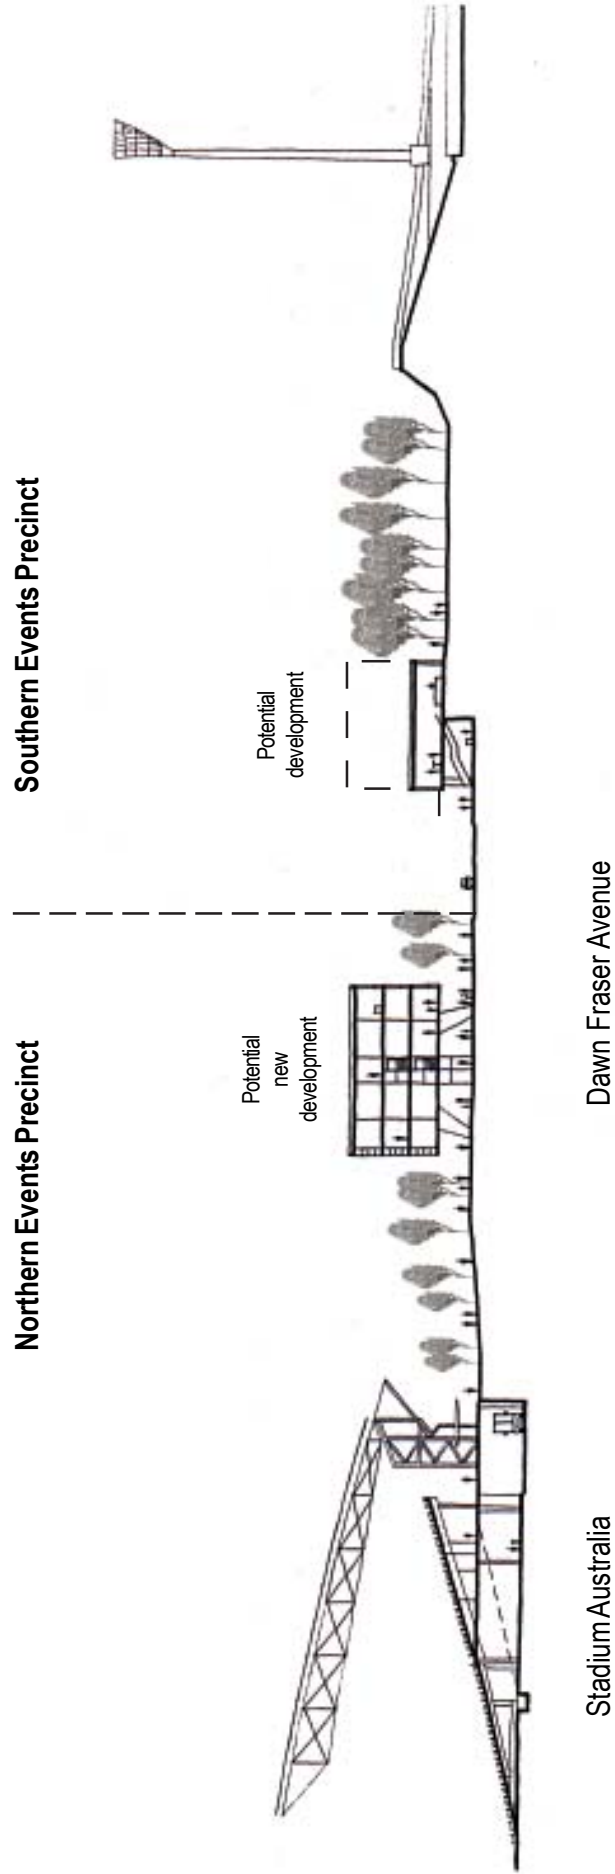 Northern Events Precinct
Southern Events Precinct
Potential
new
development
Potential
development
Stadium Australia
Dawn Fraser Avenue